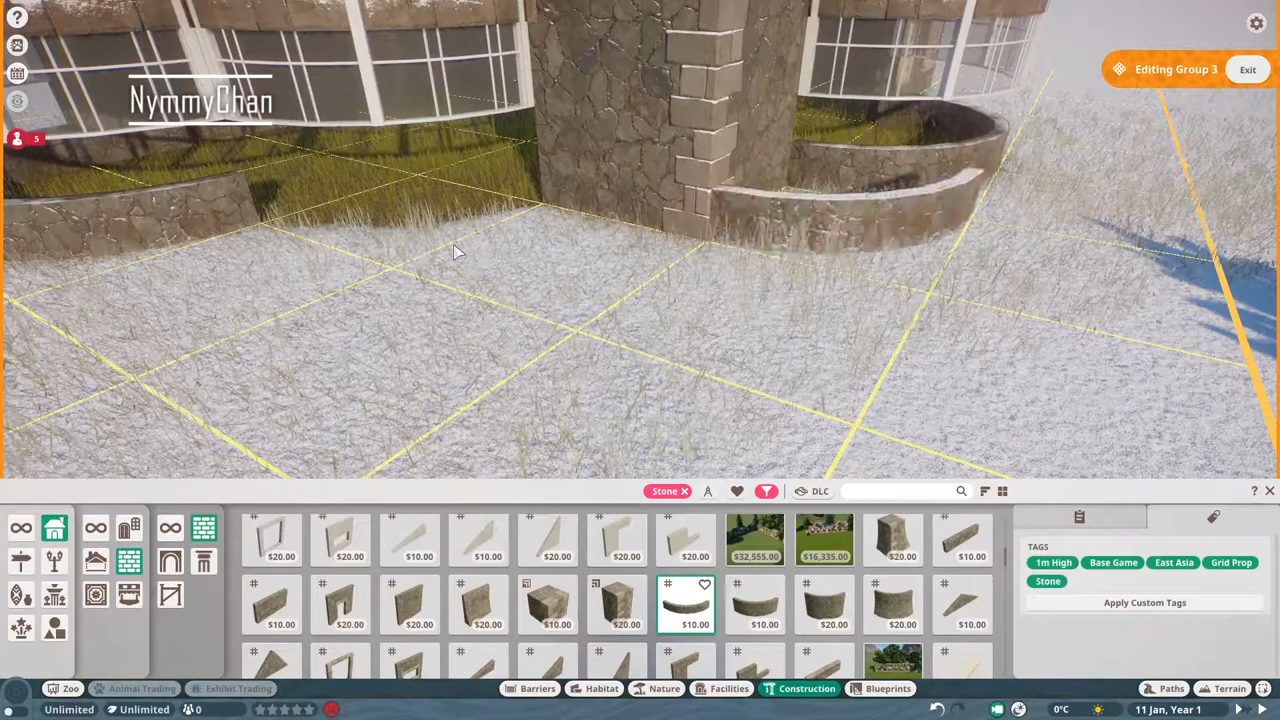 ?
Editing Group 3
Exit
NymmyChan
5
Stone ×
DLC
? ×
$20.00 $20.00 $10.00 $10.00 $20.00 $20.00 $20.00 $32,555.00 $16,335.00 $20.00 $10.00
$10.00 $20.00 $20.00 $20.00 $10.00 $20.00 $10.00 $10.00 $20.00 $20.00 $10.00
TAGS
1m High Base Game East Asia Grid Prop
Stone
Apply Custom Tags
Zoo Animal Trading Exhibit Trading Barriers Habitat Nature Facilities Construction Blueprints Paths Terrain
Unlimited Unlimited 0 0°C 11 Jan, Year 1